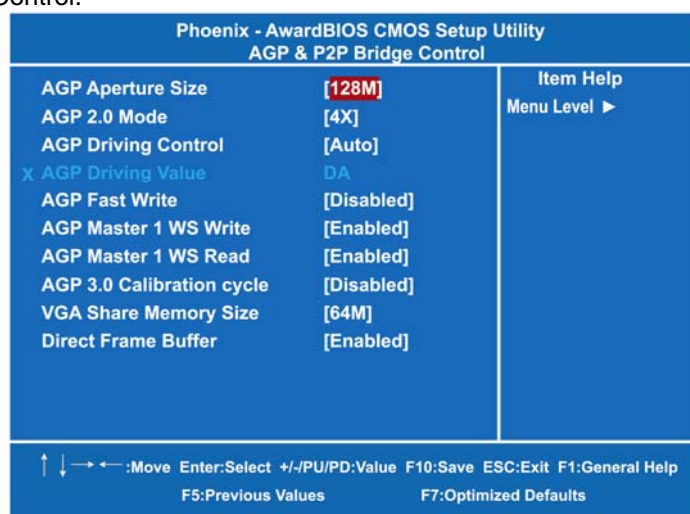 Control.
Phoenix - AwardBIOS CMOS Setup Utility
AGP & P2P Bridge Control
AGP Aperture Size [128M]
AGP 2.0 Mode [4X]
AGP Driving Control [Auto]
X AGP Driving Value DA
AGP Fast Write [Disabled]
AGP Master 1 WS Write [Enabled]
AGP Master 1 WS Read [Enabled]
AGP 3.0 Calibration cycle [Disabled]
VGA Share Memory Size [64M]
Direct Frame Buffer [Enabled]
Item Help
Menu Level ►
↑ ↓ → ← :Move Enter:Select +/-/PU/PD:Value F10:Save ESC:Exit F1:General Help
F5:Previous Values F7:Optimized Defaults